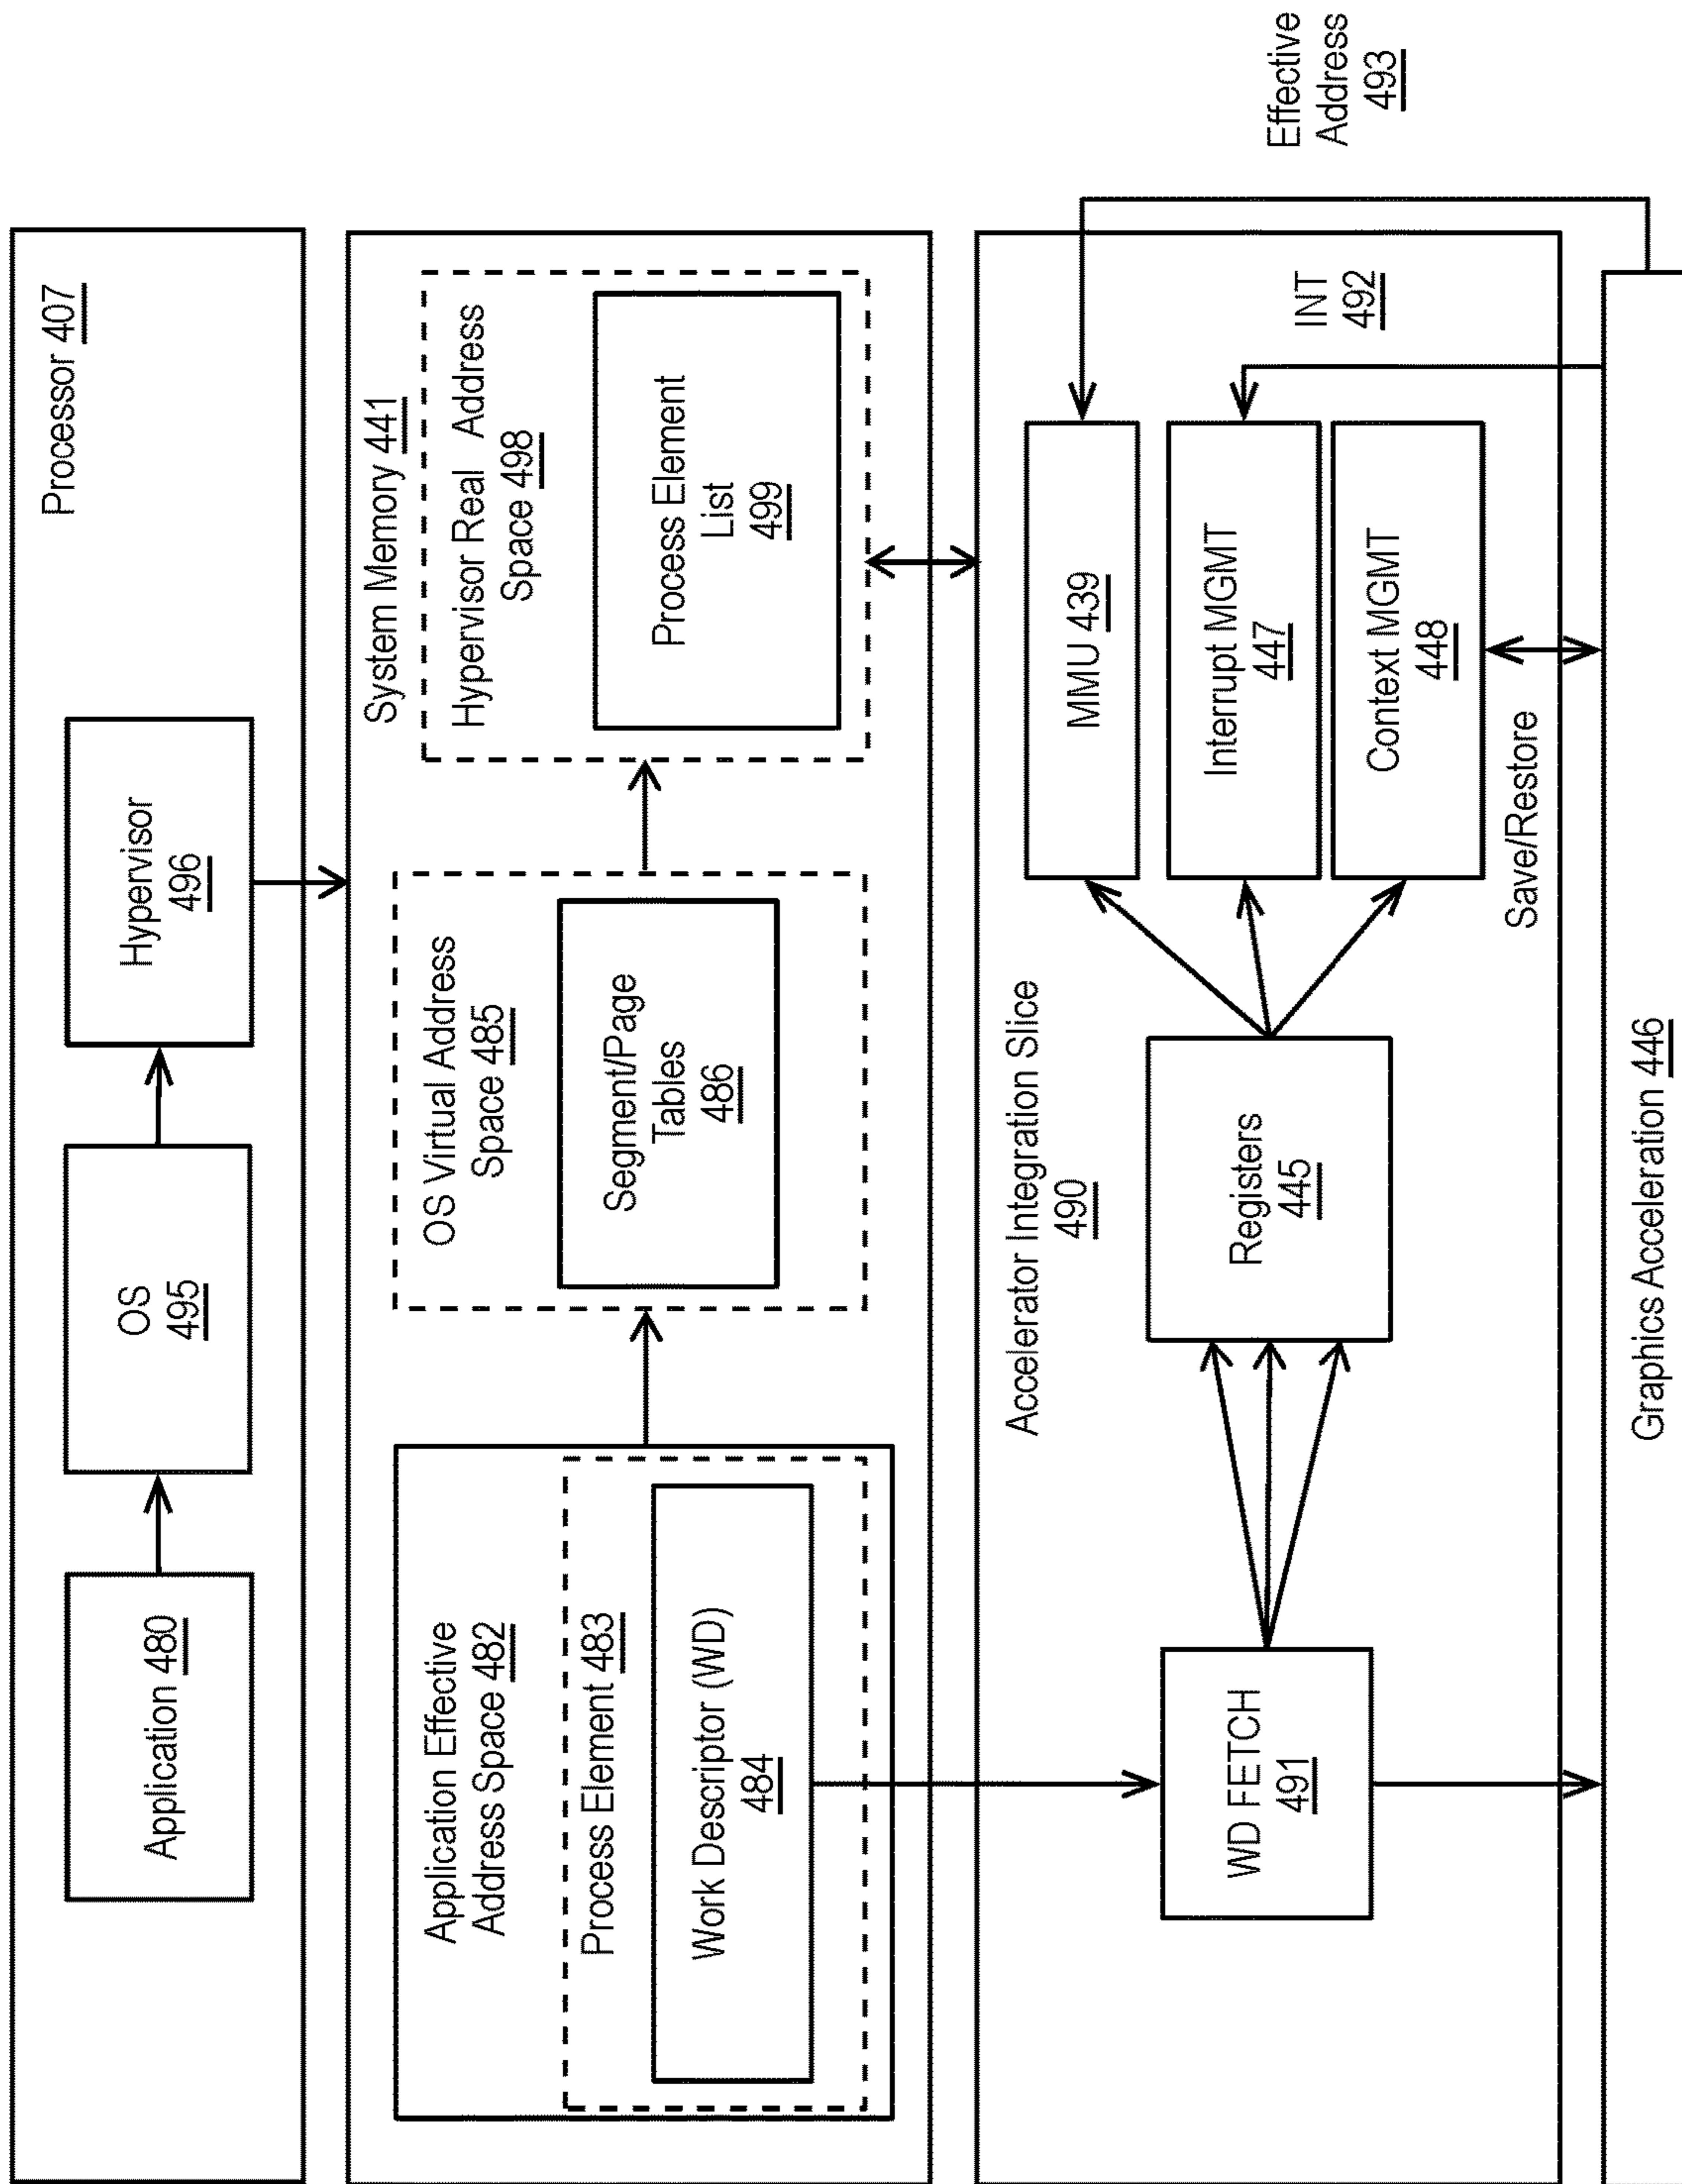 Processor 407
Application 480
OS
495
Hypervisor
496
System Memory 441
Application Effective
Address Space 482
Process Element 483
Work Descriptor (WD)
484
OS Virtual Address
Space 485
Segment/Page
Tables
486
Hypervisor Real Address
Space 498
Process Element
List
499
Accelerator Integration Slice
490
WD FETCH
491
Registers
445
MMU 439
Interrupt MGMT
447
Context MGMT
448
Save/Restore
INT
492
Effective
Address
493
Graphics Acceleration 446